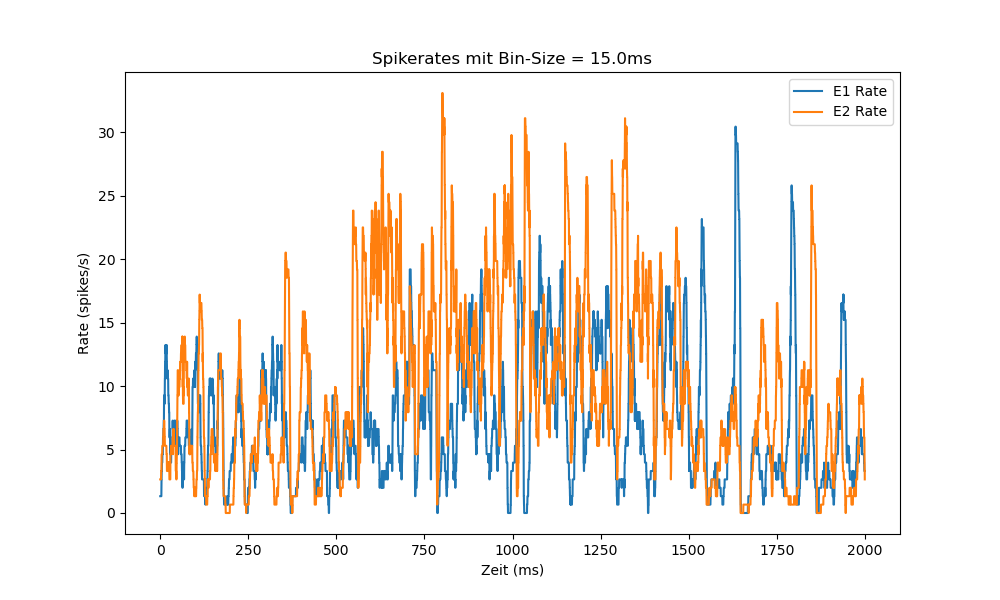 Spikerates mit Bin-Size = 15.0ms
E1 Rate
E2 Rate
Rate (spikes/s)
30
25
20
15
10
5
0
0 250 500 750 1000 1250 1500 1750 2000
Zeit (ms)